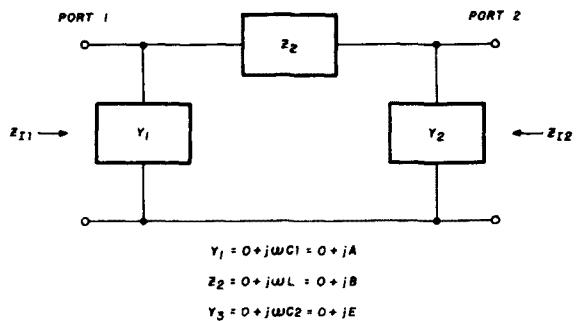 PORT 1
PORT 2
Z2
ZI1
Y1
Y2
ZI2
Y1 = 0 + jωC1 = 0 + jA
Z2 = 0 + jωL = 0 + jB
Y3 = 0 + jωC2 = 0 + jE